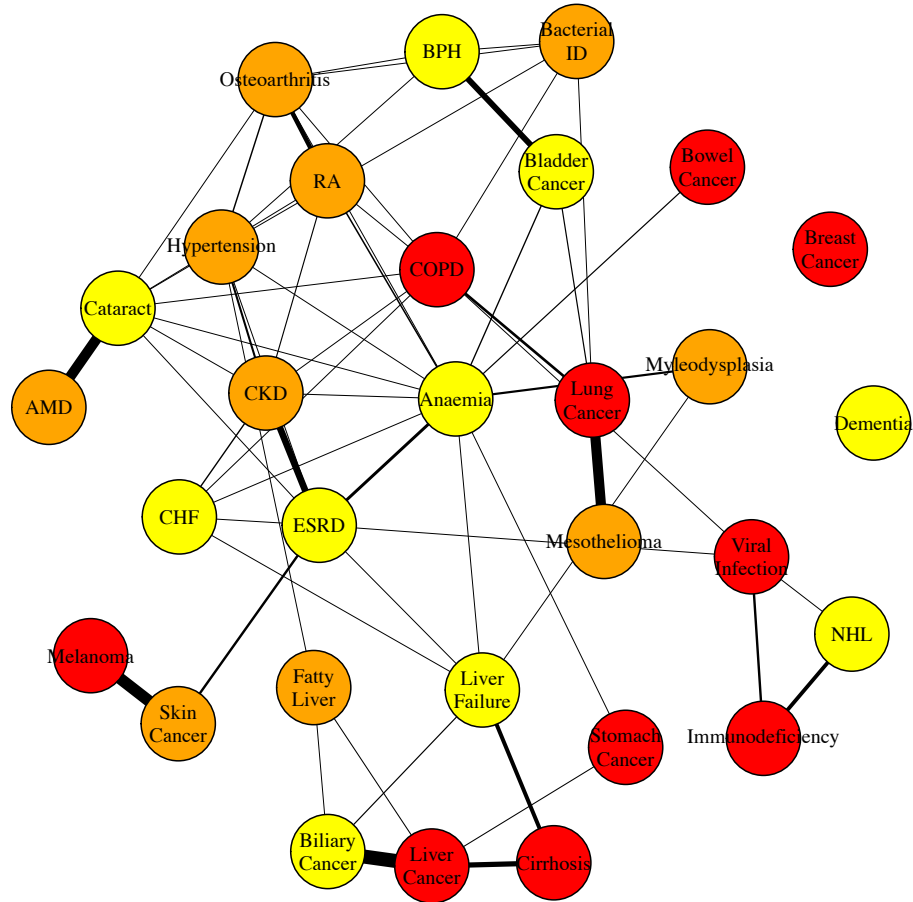 Bacterial
ID
BPH
Osteoarthritis
Bladder
Cancer
Bowel
Cancer
RA
Breast
Cancer
Hypertension
COPD
Cataract
Myleodysplasia
CKD
Anaemia
Lung
Cancer
AMD
Dementia
CHF
ESRD
Mesothelioma
Viral
Infection
NHL
Melanoma
Fatty
Liver
Liver
Failure
Skin
Cancer
Stomach
Cancer
Immunodeficiency
Biliary
Cancer
Liver
Cancer
Cirrhosis